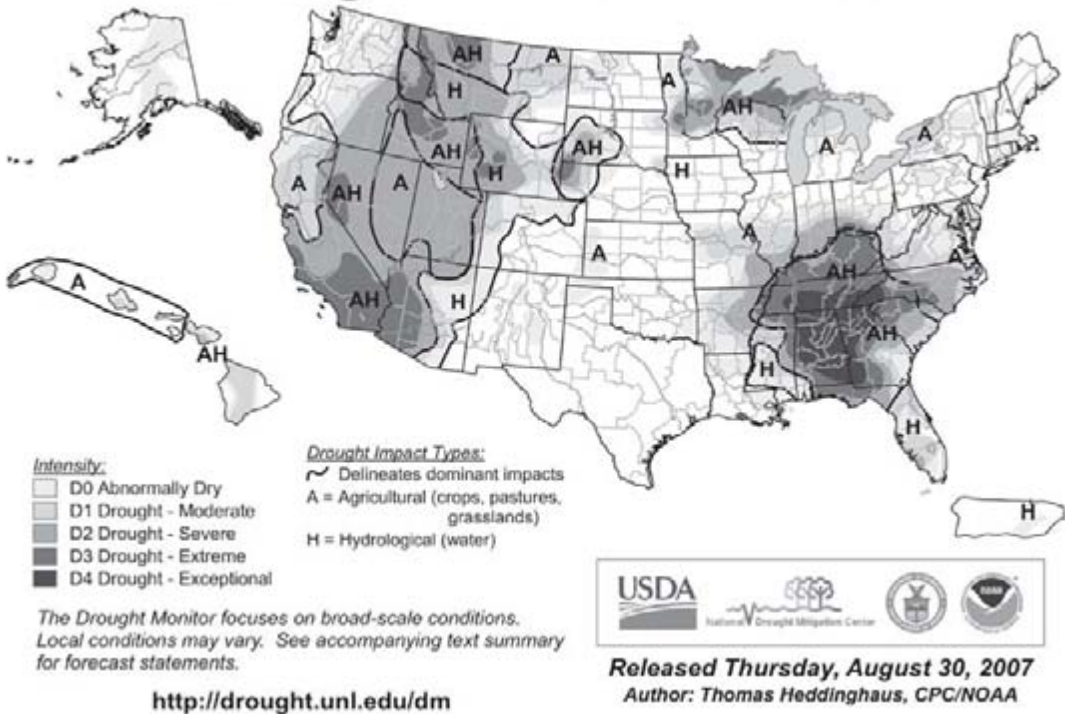 AH
A
H
A
AH
A
A
AH
H
AH
H
A
AH
A
A
A
AH
H
AH
A
AH
H
H
A
AH
H
Intensity:
D0 Abnormally Dry
D1 Drought - Moderate
D2 Drought - Severe
D3 Drought - Extreme
D4 Drought - Exceptional
Drought Impact Types:
Delineates dominant impacts
A = Agricultural (crops, pastures,
grasslands)
H = Hydrological (water)
The Drought Monitor focuses on broad-scale conditions.
Local conditions may vary. See accompanying text summary
for forecast statements.
http://drought.unl.edu/dm
USDA
National Drought Mitigation Center
NOAA
Released Thursday, August 30, 2007
Author: Thomas Heddinghaus, CPC/NOAA